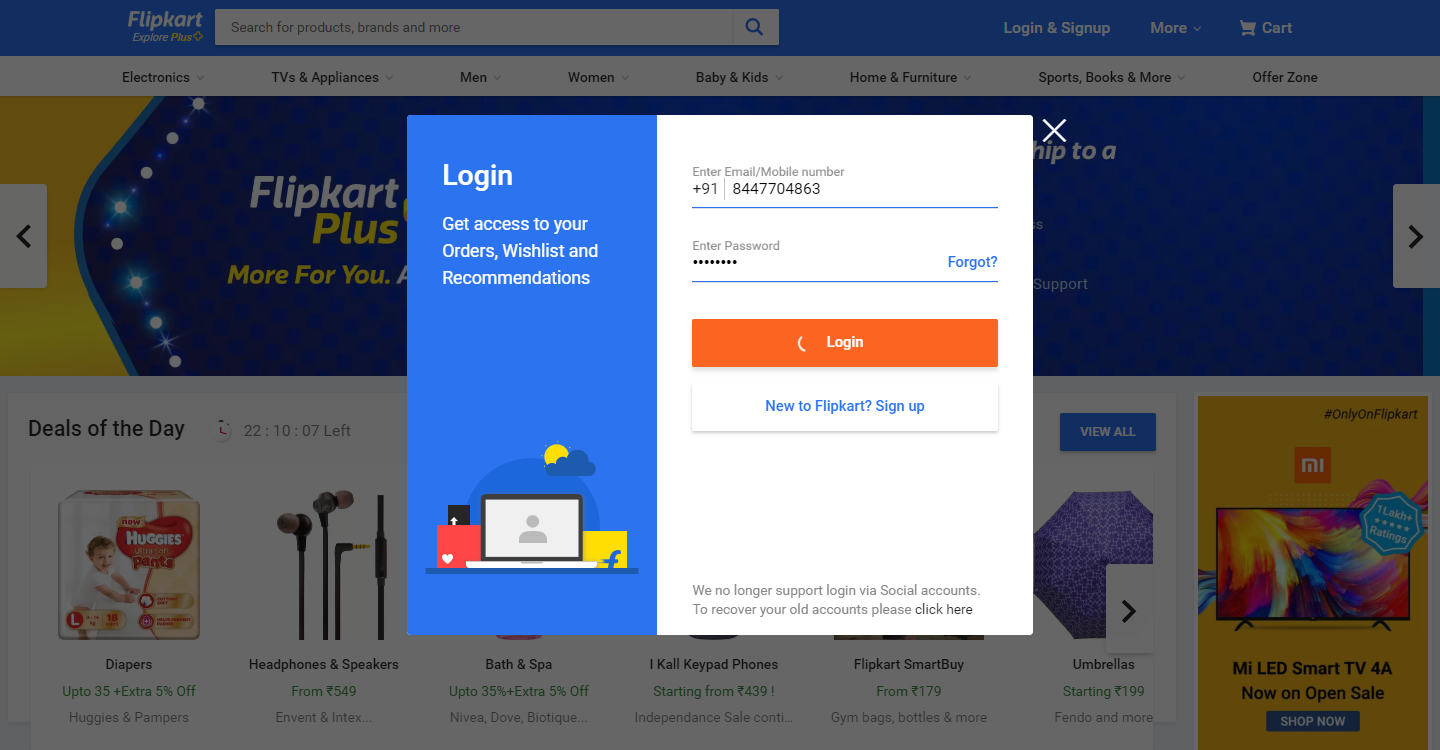 Flipkart
Explore Plus
Search for products, brands and more
Login & Signup
More
Cart
Electronics
TVs & Appliances
Men
Women
Baby & Kids
Home & Furniture
Sports, Books & More
Offer Zone
Flipkart
Plus
More For You. A
hip to a
ss
Support
Login
Get access to your
Orders, Wishlist and
Recommendations
Enter Email/Mobile number
+91 8447704863
Enter Password
••••••••
Forgot?
Login
New to Flipkart? Sign up
We no longer support login via Social accounts.
To recover your old accounts please click here
Deals of the Day
22 : 10 : 07 Left
VIEW ALL
now
HUGGIES
Ultra soft
pants
L
18
Diapers
Upto 35 +Extra 5% Off
Huggies & Pampers
Headphones & Speakers
From ₹549
Envent & Intex...
Bath & Spa
Upto 35%+Extra 5% Off
Nivea, Dove, Biotique...
I Kall Keypad Phones
Starting from ₹439 !
Independance Sale conti...
Flipkart SmartBuy
From ₹179
Gym bags, bottles & more
Umbrellas
Starting ₹199
Fendo and more
#OnlyOnFlipkart
mi
1Lakh+
★★★★★
Ratings
Mi LED Smart TV 4A
Now on Open Sale
SHOP NOW